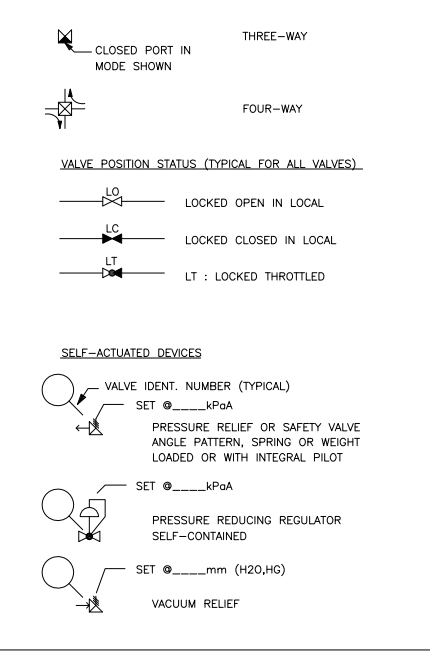 THREE-WAY
CLOSED PORT IN
MODE SHOWN
FOUR-WAY
VALVE POSITION STATUS (TYPICAL FOR ALL VALVES)
LO
LOCKED OPEN IN LOCAL
LC
LOCKED CLOSED IN LOCAL
LT
LT : LOCKED THROTTLED
SELF-ACTUATED DEVICES
VALVE IDENT. NUMBER (TYPICAL)
SET @____kPaA
PRESSURE RELIEF OR SAFETY VALVE
ANGLE PATTERN, SPRING OR WEIGHT
LOADED OR WITH INTEGRAL PILOT
SET @____kPaA
PRESSURE REDUCING REGULATOR
SELF-CONTAINED
SET @____mm (H2O,HG)
VACUUM RELIEF